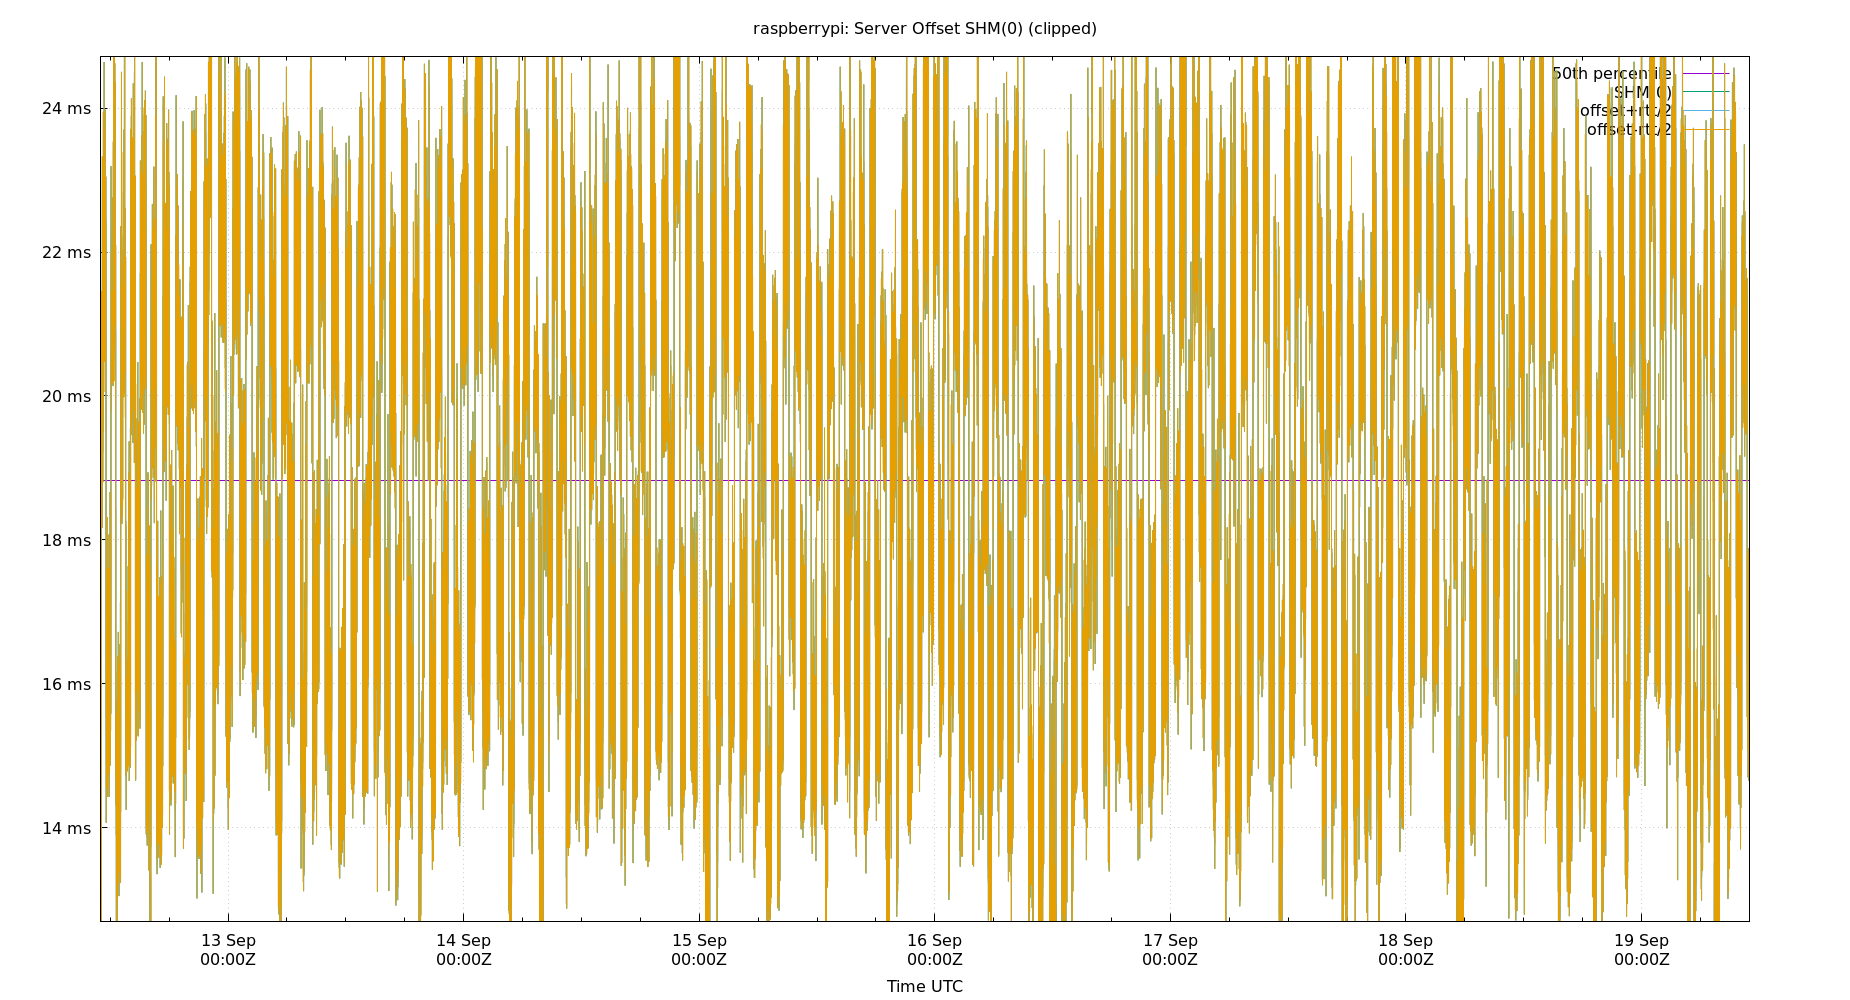 raspberrypi: Server Offset SHM(0) (clipped)
50th percentile
SHM(0)
offset+rtt/2
offset-rtt/2
24 ms
22 ms
20 ms
18 ms
16 ms
14 ms
13 Sep 14 Sep 15 Sep 16 Sep 17 Sep 18 Sep 19 Sep
00:00Z 00:00Z 00:00Z 00:00Z 00:00Z 00:00Z 00:00Z
Time UTC